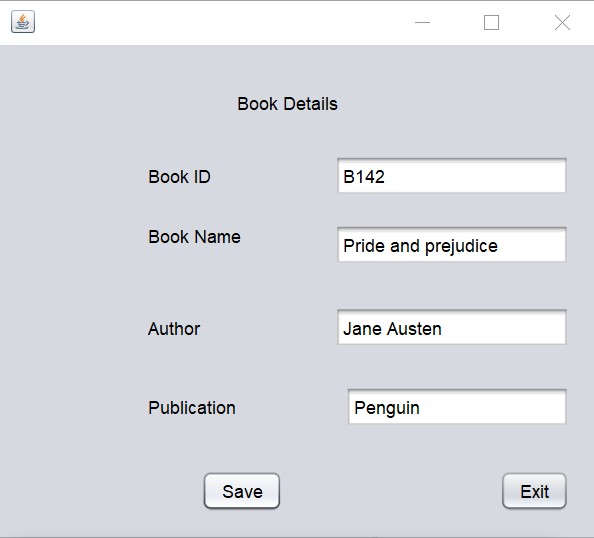 Book Details
Book ID B142
Book Name Pride and prejudice
Author Jane Austen
Publication Penguin
Save Exit